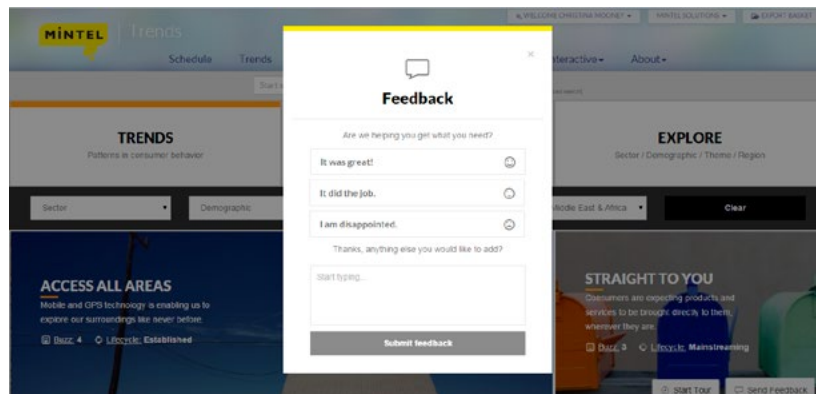 WELCOME CHRISTINA MOONEY
MINTEL SOLUTIONS
EXPORT BASKET
MiNTEL
Trends
Schedule
Trends
nteractive
About
Start
Feedback
Are we helping you get what you need?
It was great!
It did the job.
I am disappointed.
Thanks, anything else you would like to add?
Start typing...
Submit feedback
TRENDS
Patterns in consumer behavior
EXPLORE
Sector / Demographic / Theme / Region
Sector
Demographic
Middle East & Africa
Clear
ACCESS ALL AREAS
Mobile and GPS technology is enabling us to
explore our surroundings like never before.
Buzz: 4 Lifecycle: Established
STRAIGHT TO YOU
Consumers are expecting products and
services to be brought directly to them,
wherever they are.
Buzz: 3 Lifecycle: Mainstreaming
Start Tour
Send Feedback